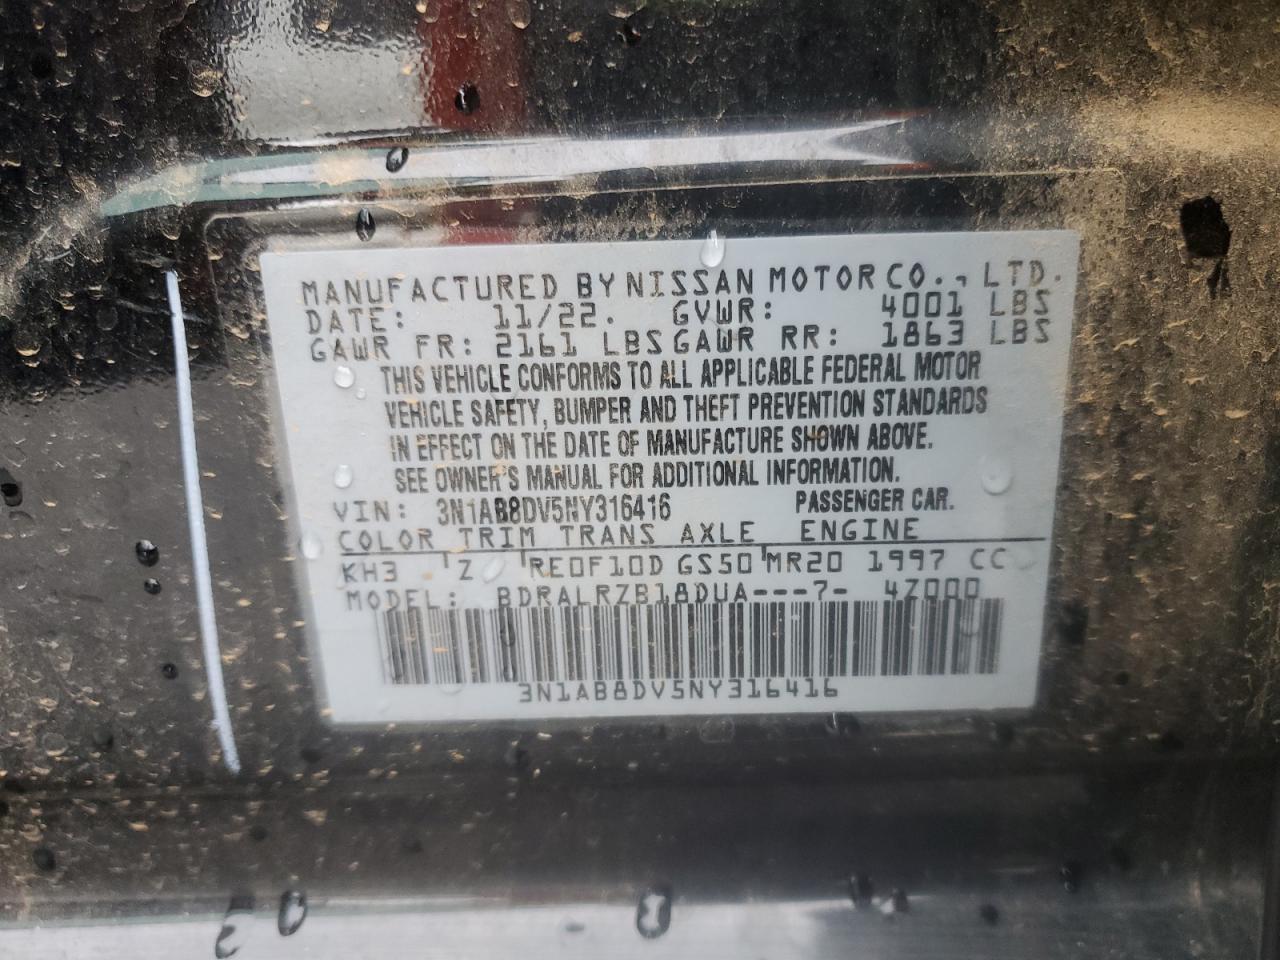 MANUFACTURED BY NISSAN MOTOR CO., LTD.
DATE: 11/22. GVWR: 4001 LBS
GAWR FR: 2161 LBS GAWR RR: 1863 LBS
THIS VEHICLE CONFORMS TO ALL APPLICABLE FEDERAL MOTOR
VEHICLE SAFETY, BUMPER AND THEFT PREVENTION STANDARDS
IN EFFECT ON THE DATE OF MANUFACTURE SHOWN ABOVE.
SEE OWNER'S MANUAL FOR ADDITIONAL INFORMATION.
VIN: 3N1AB8DV5NY316416 PASSENGER CAR.
COLOR TRIM TRANS AXLE ENGINE
KH3 Z RE0F10D GS50 MR20 1997 CC
MODEL: BDRALRZB18DUA---7- 4Z000
3N1AB8DV5NY316416